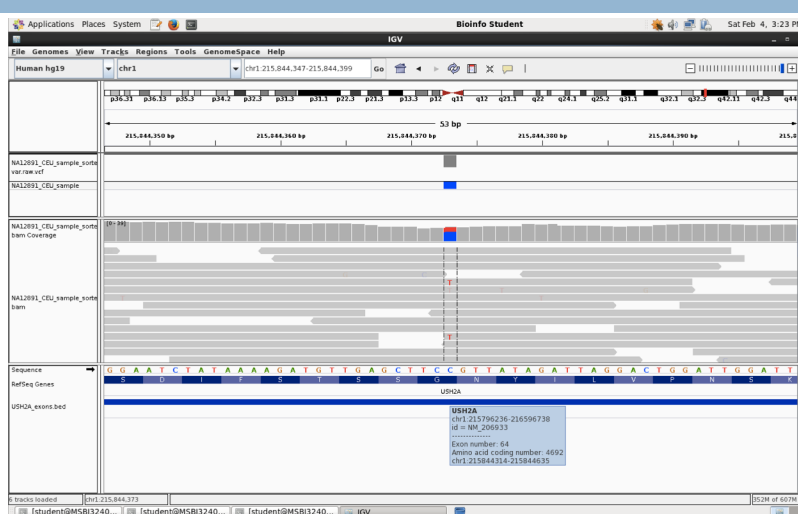 Applications Places System Bioinfo Student Sat Feb 4, 3:23 PM
IGV
File Genomes View Tracks Regions Tools GenomeSpace Help
Human hg19 chr1 chr1:215,844,347-215,844,399 Go
p36.31 p36.13 p35.3 p34.2 p32.3 p31.3 p31.1 p22.3 p21.3 p13.3 p12 q11 q12 q21.1 q22 q24.1 q25.2 q31.1 q32.1 q32.3 q42.11 q42.3 q44
53 bp
215,844,350 bp 215,844,360 bp 215,844,370 bp 215,844,380 bp 215,844,390 bp 215,8
NA12891_CEU_sample_sorte
var.raw.vcf
NA12891_CEU_sample
NA12891_CEU_sample_sorte
bam Coverage
[0 - 38]
T
NA12891_CEU_sample_sorte
bam
T
Sequence G G A A T C T A T A A A A G A T G T T G A G C T T C C G T T A T A G A T T A G G A C T G G A T T G G A T T
RefSeq Genes S D I F S T S S G N Y I L V P N S K
USH2A
USH2A_exons.bed
USH2A
chr1:215796236-216596738
id = NM_206933
--------------
Exon number: 64
Amino acid coding number: 4692
chr1:215844314-215844635
6 tracks loaded chr1:215,844,373 352M of 607M
[student@MSBI3240... [student@MSBI3240... [student@MSBI3240... IGV